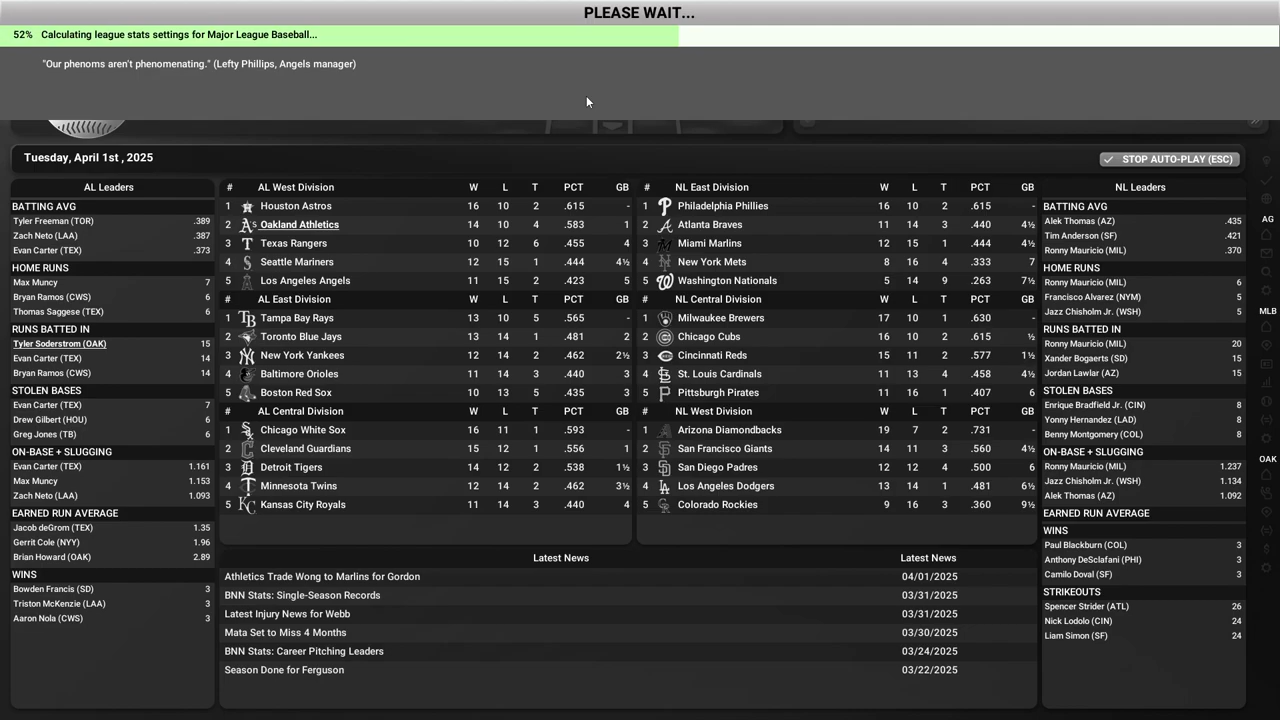 PLEASE WAIT...
52% Calculating league stats settings for Major League Baseball...
"Our phenoms aren't phenomenating." (Lefty Phillips, Angels manager)
Tuesday, April 1st , 2025
STOP AUTO-PLAY (ESC)
AL Leaders
BATTING AVG
Tyler Freeman (TOR) .389
Zach Neto (LAA) .387
Evan Carter (TEX) .373
HOME RUNS
Max Muncy 7
Bryan Ramos (CWS) 6
Thomas Saggese (TEX) 6
RUNS BATTED IN
Tyler Soderstrom (OAK) 15
Evan Carter (TEX) 14
Bryan Ramos (CWS) 14
STOLEN BASES
Evan Carter (TEX) 7
Drew Gilbert (HOU) 6
Greg Jones (TB) 6
ON-BASE + SLUGGING
Evan Carter (TEX) 1.161
Max Muncy 1.153
Zach Neto (LAA) 1.093
EARNED RUN AVERAGE
Jacob deGrom (TEX) 1.35
Gerrit Cole (NYY) 1.96
Brian Howard (OAK) 2.89
WINS
Bowden Francis (SD) 3
Triston McKenzie (LAA) 3
Aaron Nola (CWS) 3
# AL West Division W L T PCT GB
1 Houston Astros 16 10 2 .615 -
2 Oakland Athletics 14 10 4 .583 1
3 Texas Rangers 10 12 6 .455 4
4 Seattle Mariners 12 15 1 .444 4½
5 Los Angeles Angels 11 15 2 .423 5
# AL East Division
1 Tampa Bay Rays 13 10 5 .565 -
2 Toronto Blue Jays 13 14 1 .481 2
3 New York Yankees 12 14 2 .462 2½
4 Baltimore Orioles 11 14 3 .440 3
5 Boston Red Sox 10 13 5 .435 3
# AL Central Division
1 Chicago White Sox 16 11 1 .593 -
2 Cleveland Guardians 15 12 1 .556 1
3 Detroit Tigers 14 12 2 .538 1½
4 Minnesota Twins 12 14 2 .462 3½
5 Kansas City Royals 11 14 3 .440 4
# NL East Division W L T PCT GB
1 Philadelphia Phillies 16 10 2 .615 -
2 Atlanta Braves 11 14 3 .440 4½
3 Miami Marlins 12 15 1 .444 4½
4 New York Mets 8 16 4 .333 7
5 Washington Nationals 5 14 9 .263 7½
# NL Central Division
1 Milwaukee Brewers 17 10 1 .630 -
2 Chicago Cubs 16 10 2 .615 ½
3 Cincinnati Reds 15 11 2 .577 1½
4 St. Louis Cardinals 11 13 4 .458 4½
5 Pittsburgh Pirates 11 16 1 .407 6
# NL West Division
1 Arizona Diamondbacks 19 7 2 .731 -
2 San Francisco Giants 14 11 3 .560 4½
3 San Diego Padres 12 12 4 .500 6
4 Los Angeles Dodgers 13 14 1 .481 6½
5 Colorado Rockies 9 16 3 .360 9½
Latest News Latest News
Athletics Trade Wong to Marlins for Gordon 04/01/2025
BNN Stats: Single-Season Records 03/31/2025
Latest Injury News for Webb 03/31/2025
Mata Set to Miss 4 Months 03/30/2025
BNN Stats: Career Pitching Leaders 03/24/2025
Season Done for Ferguson 03/22/2025
NL Leaders
BATTING AVG
Alek Thomas (AZ) .435
Tim Anderson (SF) .421
Ronny Mauricio (MIL) .370
HOME RUNS
Ronny Mauricio (MIL) 6
Francisco Alvarez (NYM) 5
Jazz Chisholm Jr. (WSH) 5
RUNS BATTED IN
Ronny Mauricio (MIL) 20
Xander Bogaerts (SD) 15
Jordan Lawlar (AZ) 15
STOLEN BASES
Enrique Bradfield Jr. (CIN) 8
Yonny Hernandez (LAD) 8
Benny Montgomery (COL) 8
ON-BASE + SLUGGING
Ronny Mauricio (MIL) 1.237
Jazz Chisholm Jr. (WSH) 1.134
Alek Thomas (AZ) 1.092
EARNED RUN AVERAGE
WINS
Paul Blackburn (COL) 3
Anthony DeSclafani (PHI) 3
Camilo Doval (SF) 3
STRIKEOUTS
Spencer Strider (ATL) 26
Nick Lodolo (CIN) 24
Liam Simon (SF) 24
AG
MLB
OAK